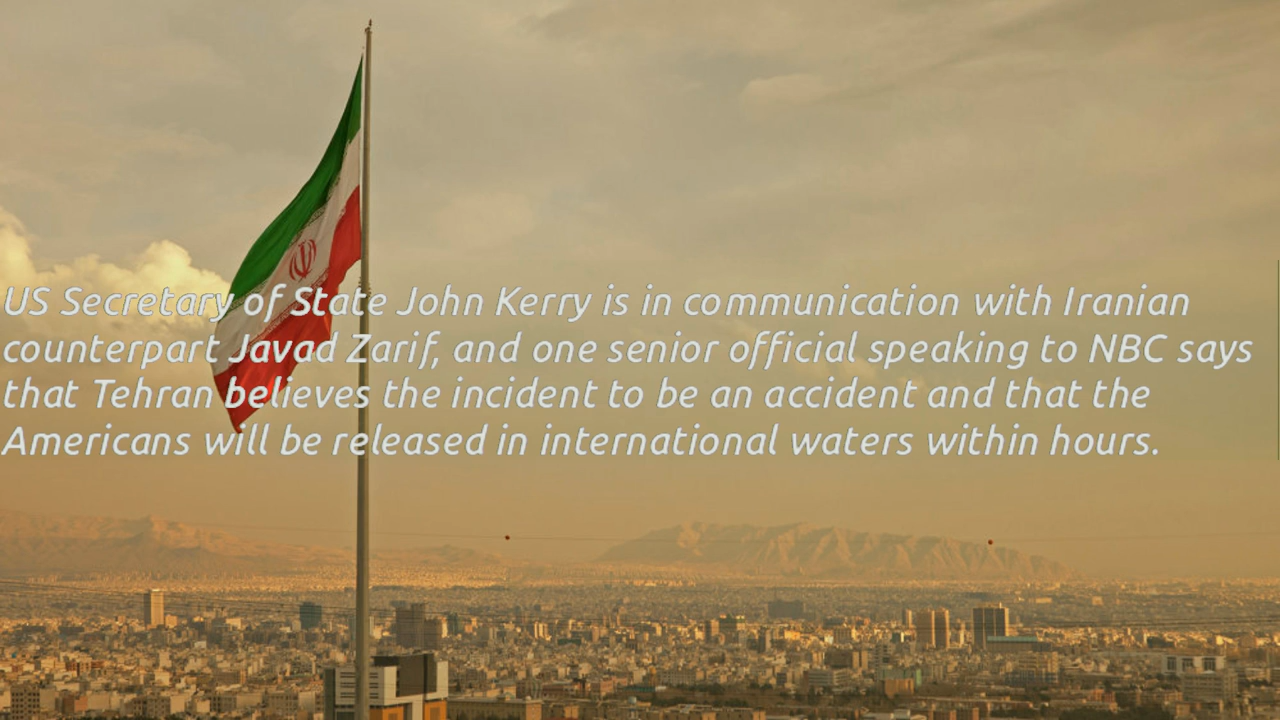 US Secretary of State John Kerry is in communication with Iranian
counterpart Javad Zarif, and one senior official speaking to NBC says
that Tehran believes the incident to be an accident and that the
Americans will be released in international waters within hours.